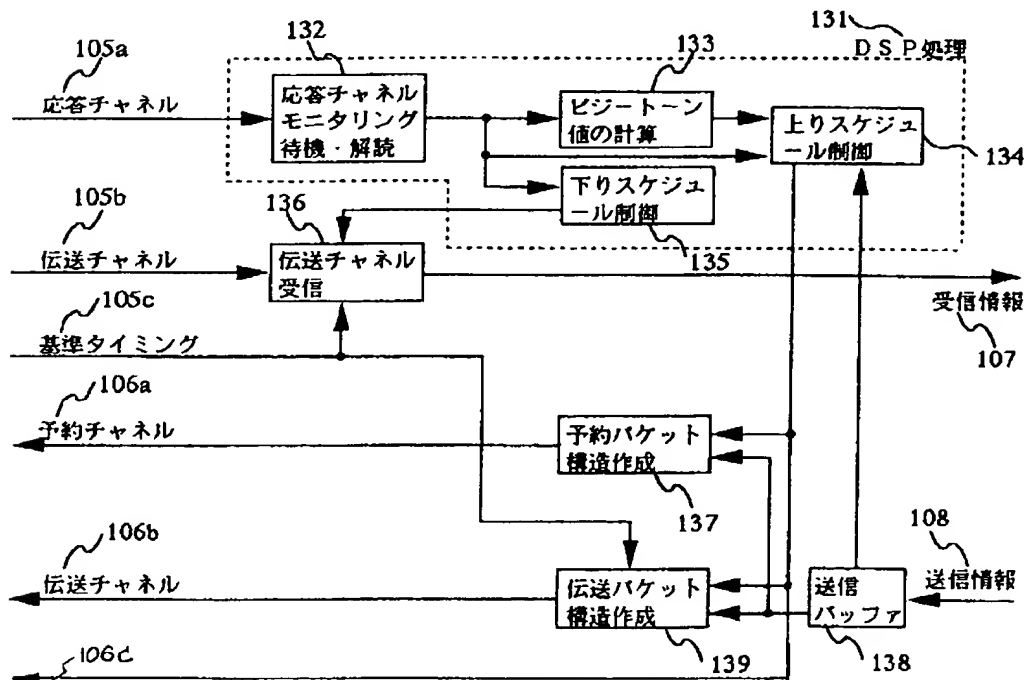 131
DSP処理
132
133
105a
応答チャネル
応答チャネル
モニタリング
待機・解読
ビジートーン
値の計算
上りスケジュ
ール制御
134
下りスケジュ
ール制御
135
105b
伝送チャネル
136
伝送チャネル
受信
受信情報
107
105c
基準タイミング
106a
予約チャネル
予約パケット
構造作成
137
106b
伝送チャネル
伝送パケット
構造作成
139
送信
バッファ
138
108
送信情報
106c